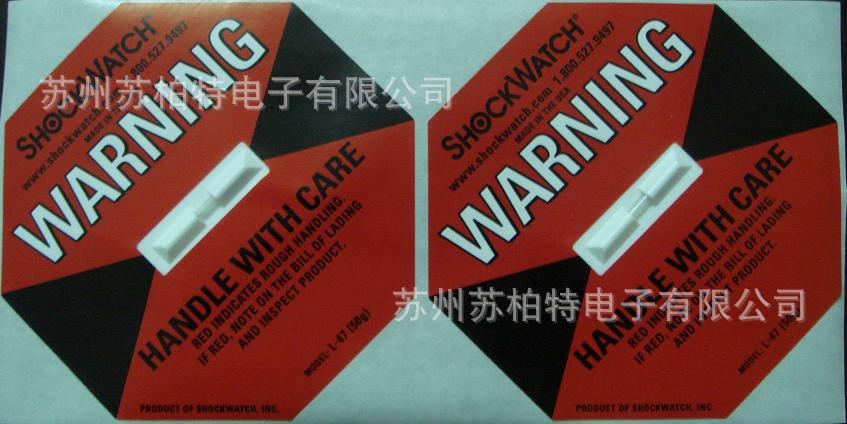 SHOCKWATCH®
www.shockwatch.com 1.800.527.9497
MADE IN THE USA
WARNING
HANDLE WITH CARE
RED INDICATES ROUGH HANDLING.
IF RED, NOTE ON THE BILL OF LADING
AND INSPECT PRODUCT.
MODEL: L-47 (50g)
PRODUCT OF SHOCKWATCH, INC.
SHOCKWATCH®
www.shockwatch.com 1.800.527.9497
MADE IN THE USA
WARNING
HANDLE WITH CARE
RED INDICATES ROUGH HANDLING.
IF RED, NOTE ON THE BILL OF LADING
AND INSPECT PRODUCT.
MODEL: L-47 (50g)
PRODUCT OF SHOCKWATCH, INC.
苏州苏柏特电子有限公司
苏州苏柏特电子有限公司